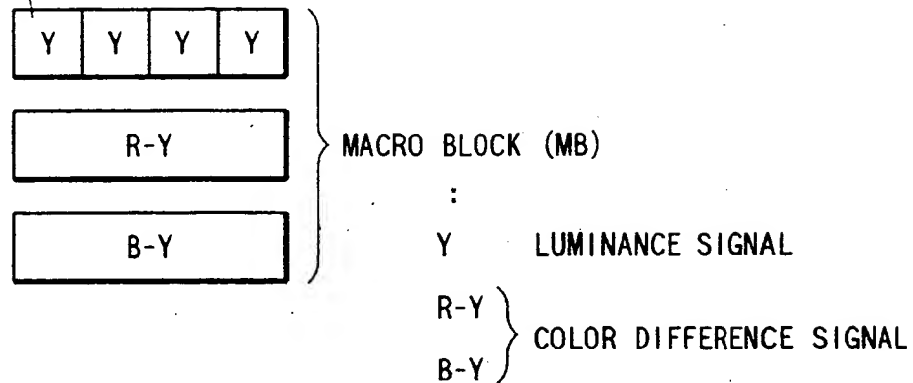 Y Y Y Y
R-Y
MACRO BLOCK (MB)
:
B-Y
Y LUMINANCE SIGNAL
R-Y
COLOR DIFFERENCE SIGNAL
B-Y